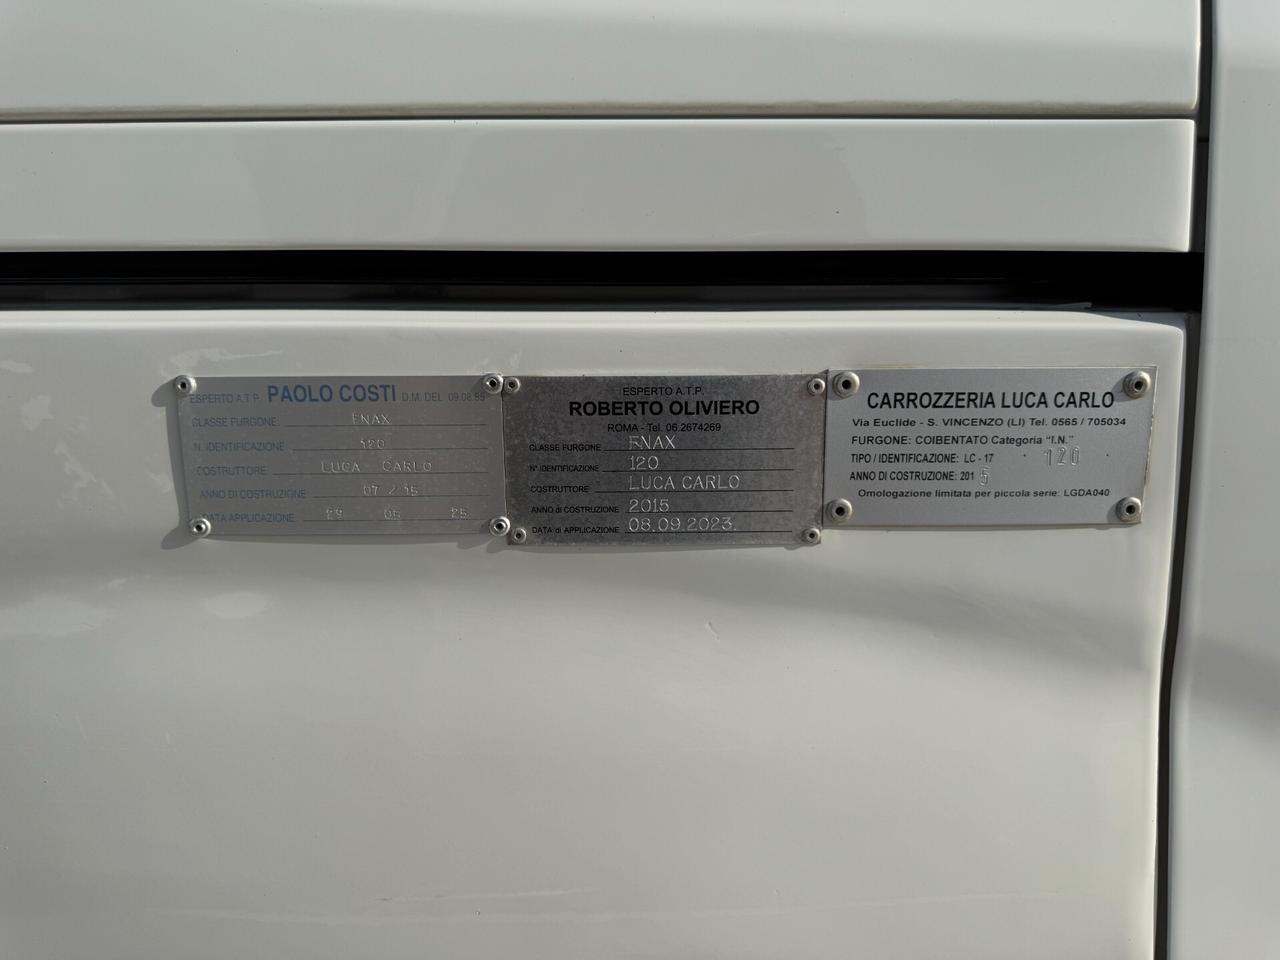 ESPERTO A.T.P. PAOLO COSTI D.M. DEL 09.08.85
CLASSE FURGONE FNAX
N. IDENTIFICAZIONE 120
COSTRUTTORE LUCA CARLO
ANNO DI COSTRUZIONE 07 2 15
DATA APPLICAZIONE 29 05 25
ESPERTO A.T.P.
ROBERTO OLIVIERO
ROMA - Tel. 06.2674269
CLASSE FURGONE FNAX
N° IDENTIFICAZIONE 120
COSTRUTTORE LUCA CARLO
ANNO di COSTRUZIONE 2015
DATA di APPLICAZIONE 08.09.2023.
CARROZZERIA LUCA CARLO
Via Euclide - S. VINCENZO (LI) Tel. 0565 / 705034
FURGONE: COIBENTATO Categoria "I.N."
TIPO / IDENTIFICAZIONE: LC - 17 120
ANNO DI COSTRUZIONE: 201 5
Omologazione limitata per piccola serie: LGDA040